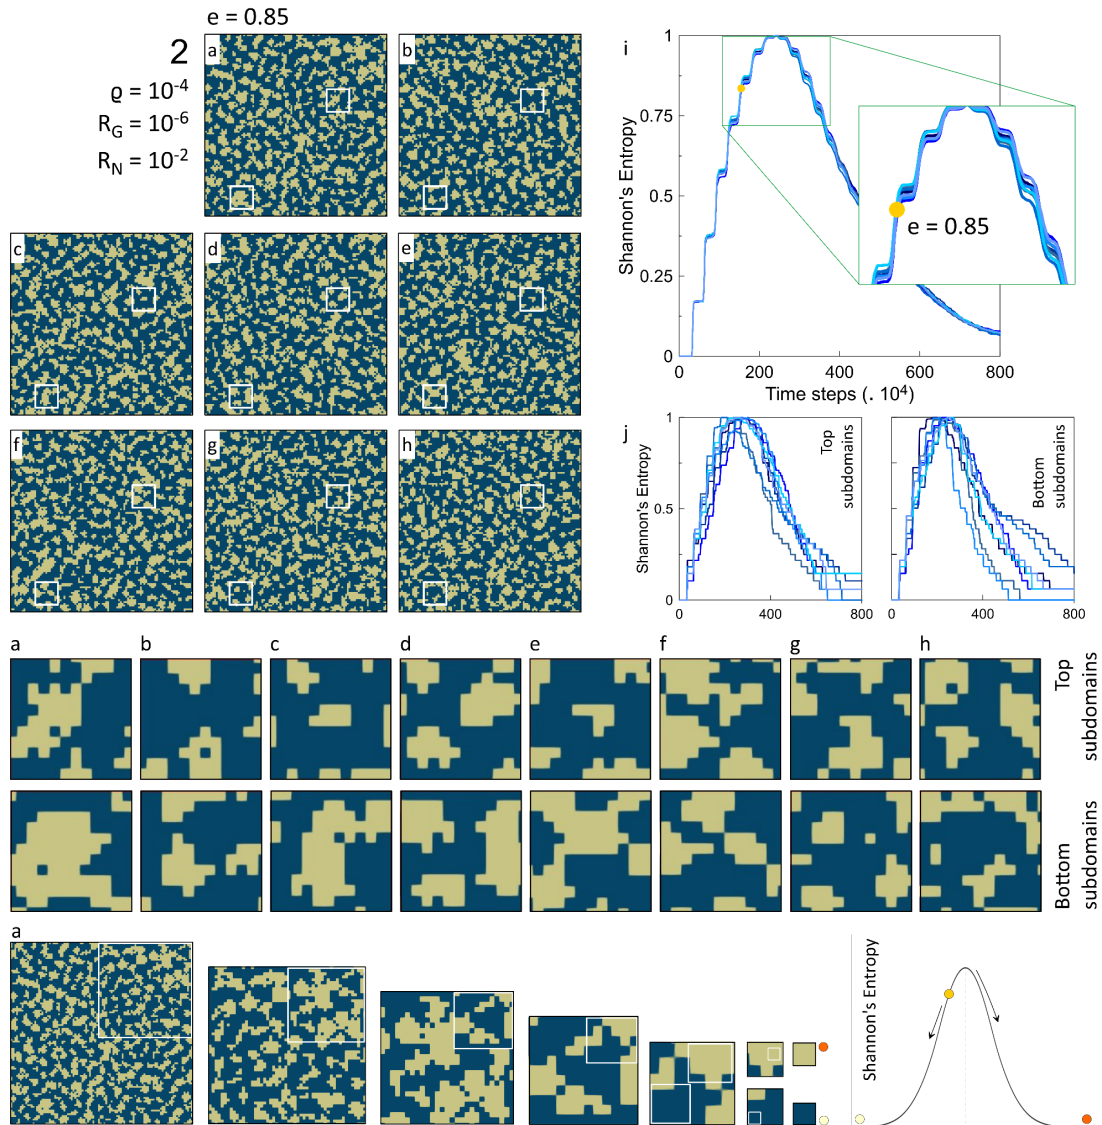 e = 0.85
2
ϱ = 10⁻⁴
R_G = 10⁻⁶
R_N = 10⁻²
a
b
c
d
e
f
g
h
i
1
0.75
0.5
0.25
0
Shannon's Entropy
0
200
400
600
800
Time steps (. 10⁴)
e = 0.85
j
1
0.5
0
Shannon's Entropy
Top
subdomains
0
400
800
Bottom
subdomains
0
400
800
a b c d e f g h
Top
subdomains
Bottom
subdomains
a
Shannon's Entropy